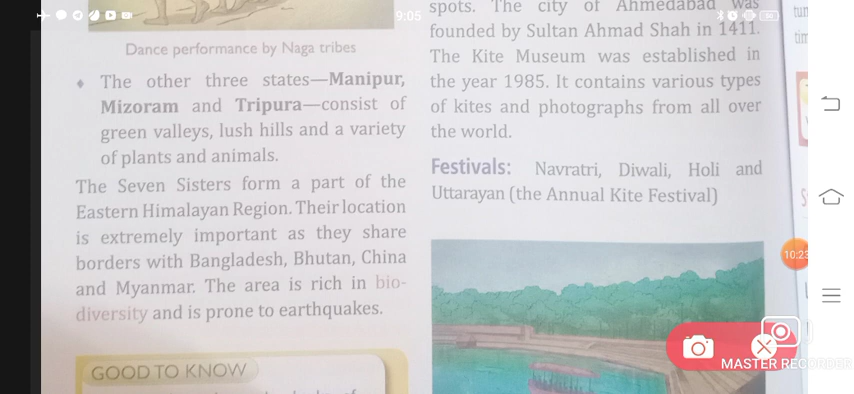 9:05
Dance performance by Naga tribes
♦ The other three states—Manipur,
Mizoram and Tripura—consist of
green valleys, lush hills and a variety
of plants and animals.
The Seven Sisters form a part of the
Eastern Himalayan Region. Their location
is extremely important as they share
borders with Bangladesh, Bhutan, China
and Myanmar. The area is rich in bio-
diversity and is prone to earthquakes.
GOOD TO KNOW
spots. The city of Ahmedabad was
founded by Sultan Ahmad Shah in 1411.
The Kite Museum was established in
the year 1985. It contains various types
of kites and photographs from all over
the world.
Festivals: Navratri, Diwali, Holi and
Uttarayan (the Annual Kite Festival)
tun
tim
10:23
MASTER RECORDER